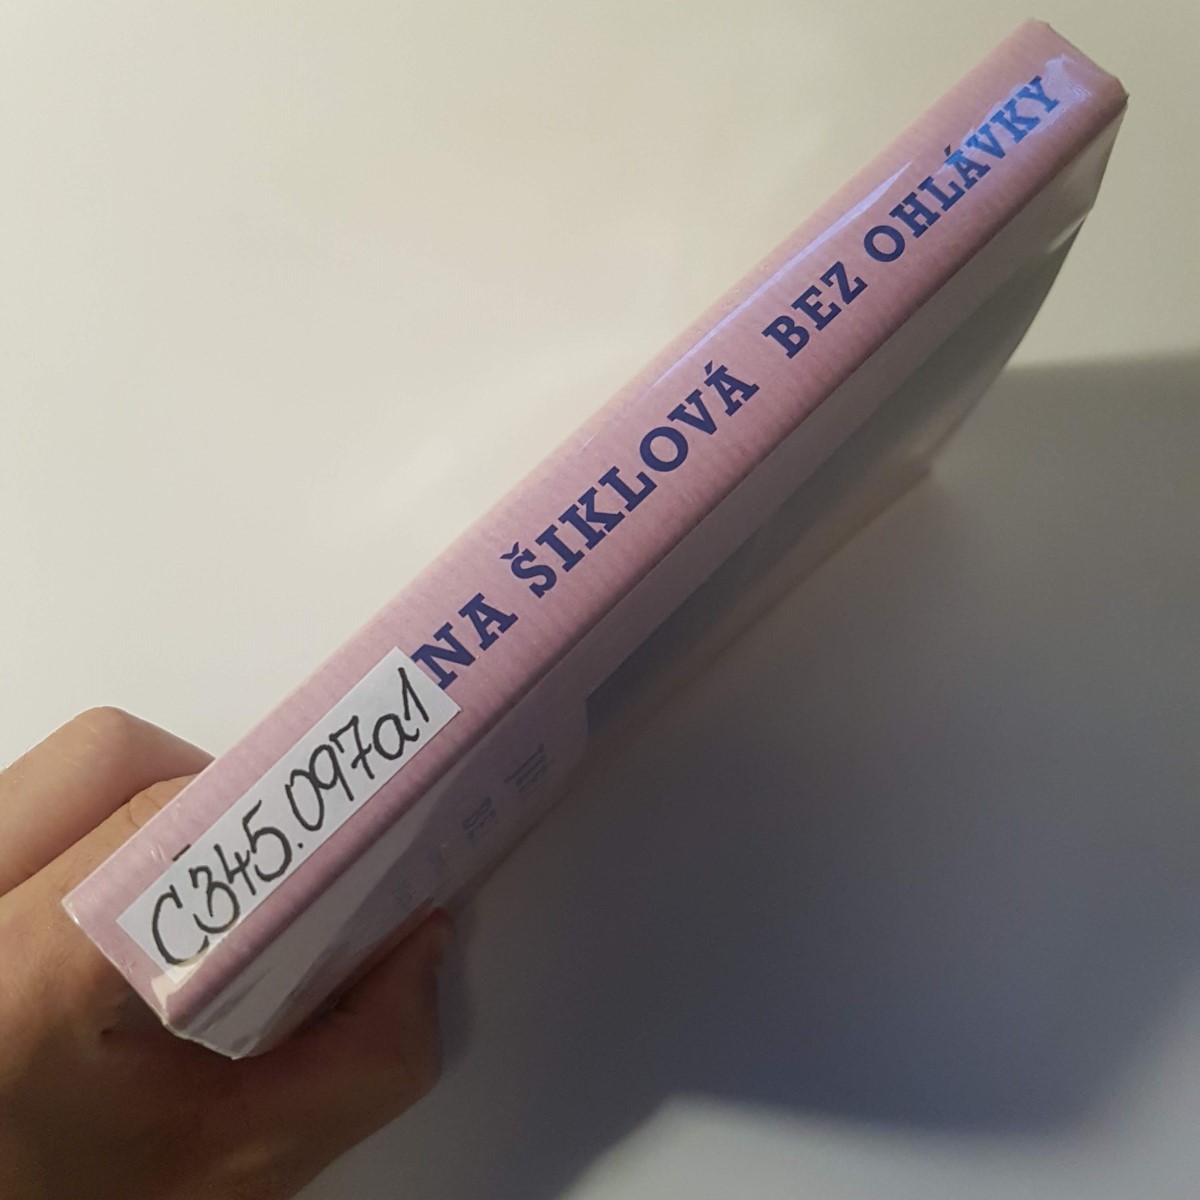 C345.097a1
NA ŠIKLOVÁ BEZ OHLÁVKY